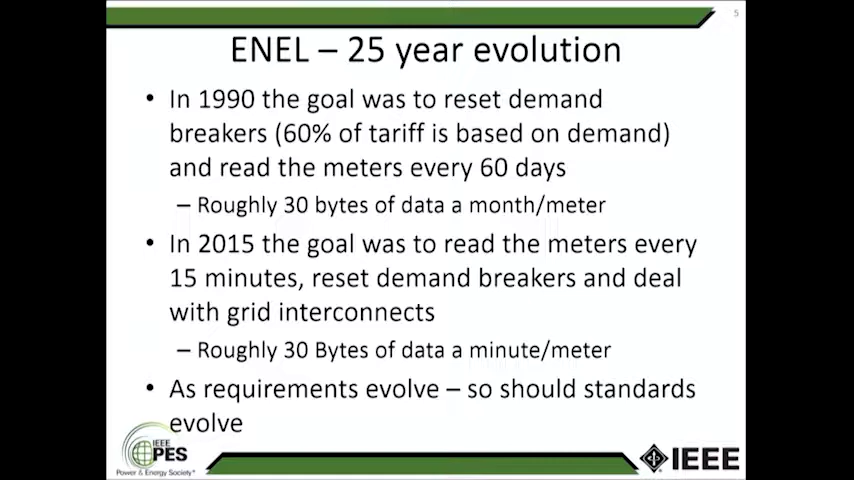 5
ENEL – 25 year evolution
• In 1990 the goal was to reset demand
breakers (60% of tariff is based on demand)
and read the meters every 60 days
– Roughly 30 bytes of data a month/meter
• In 2015 the goal was to read the meters every
15 minutes, reset demand breakers and deal
with grid interconnects
– Roughly 30 Bytes of data a minute/meter
• As requirements evolve – so should standards
evolve
IEEE
PES
Power & Energy Society®
IEEE